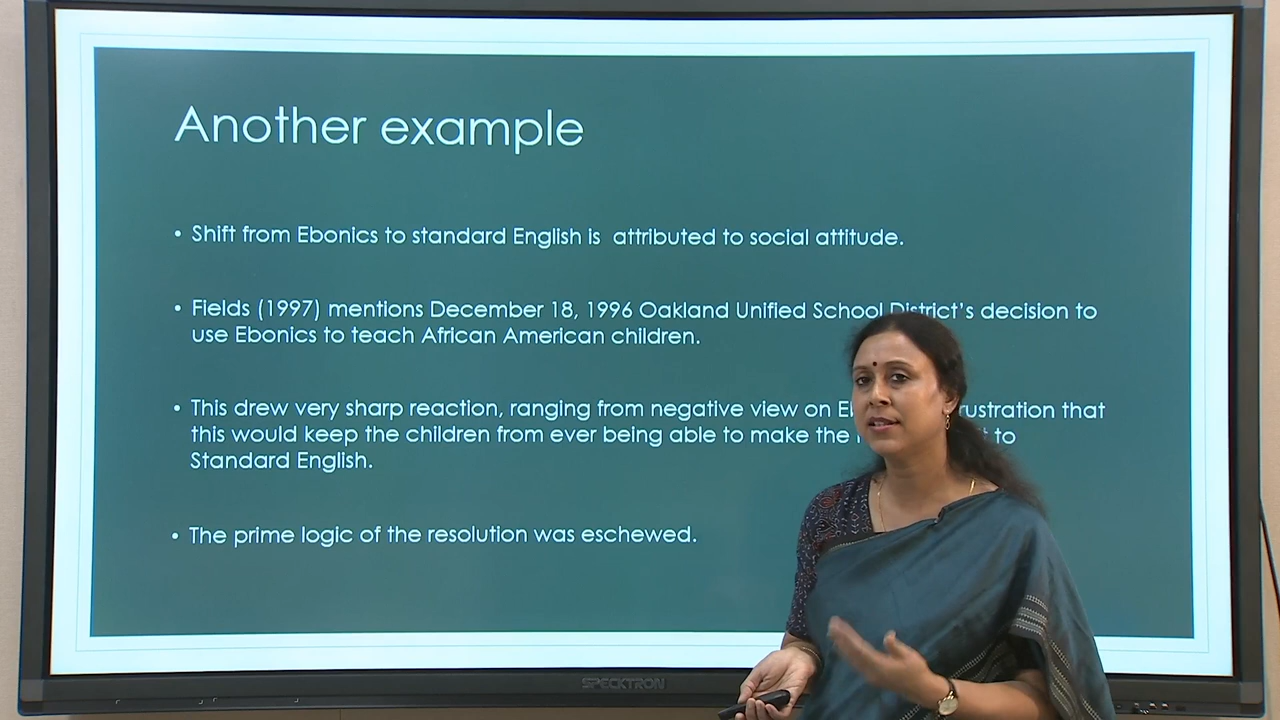 Another example
• Shift from Ebonics to standard English is attributed to social attitude.
• Fields (1997) mentions December 18, 1996 Oakland Unified School District's decision to
use Ebonics to teach African American children.
• This drew very sharp reaction, ranging from negative view on that
this would keep the children from ever being able to make the to
Standard English.
• The prime logic of the resolution was eschewed.
SPECKTRON